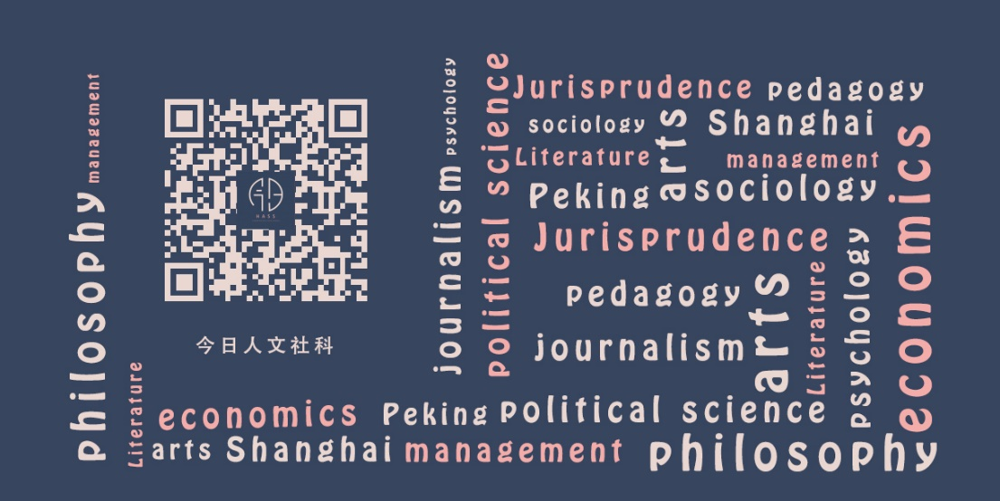 management
philosophy
HASS
今日人文社科
Literature
psychology
journalism
political science
Jurisprudence
pedagogy
sociology
arts
Shanghai
Literature
management
Peking
sociology
Jurisprudence
economics
pedagogy
arts
Literature
psychology
journalism
economics
Peking
political science
arts
Shanghai
management
philosophy